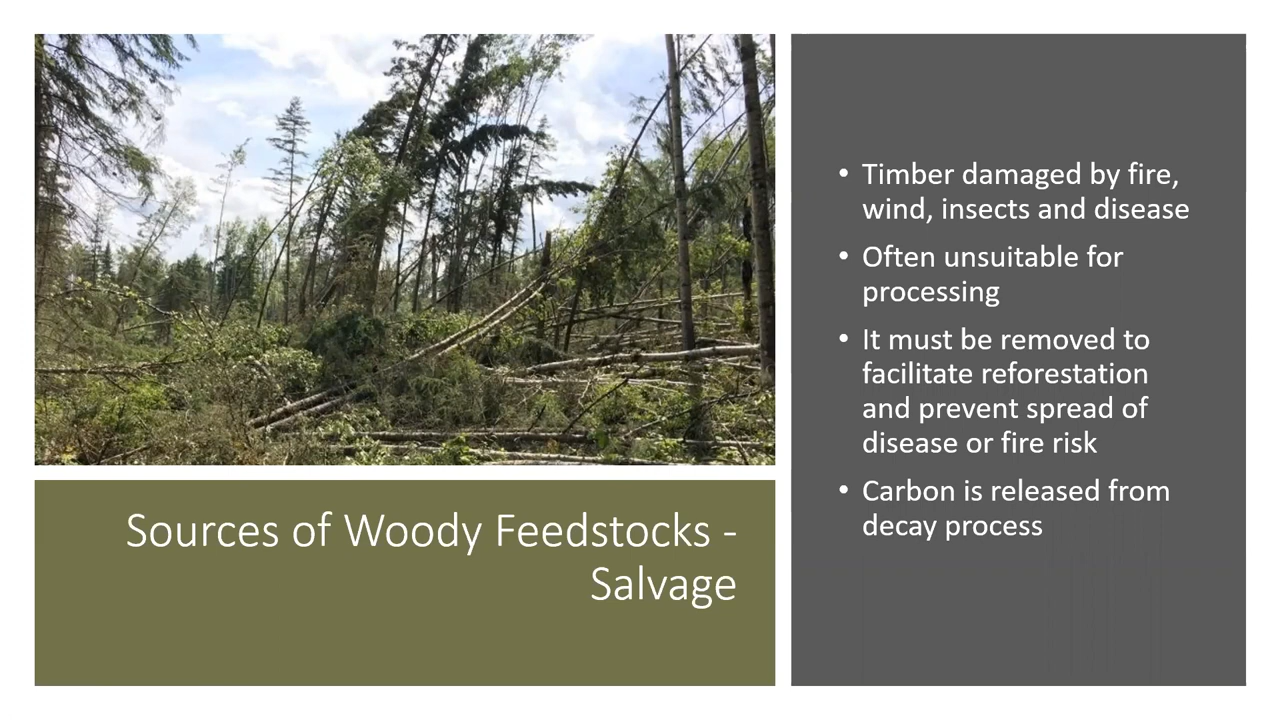 Sources of Woody Feedstocks -
Salvage
• Timber damaged by fire,
wind, insects and disease
• Often unsuitable for
processing
• It must be removed to
facilitate reforestation
and prevent spread of
disease or fire risk
• Carbon is released from
decay process